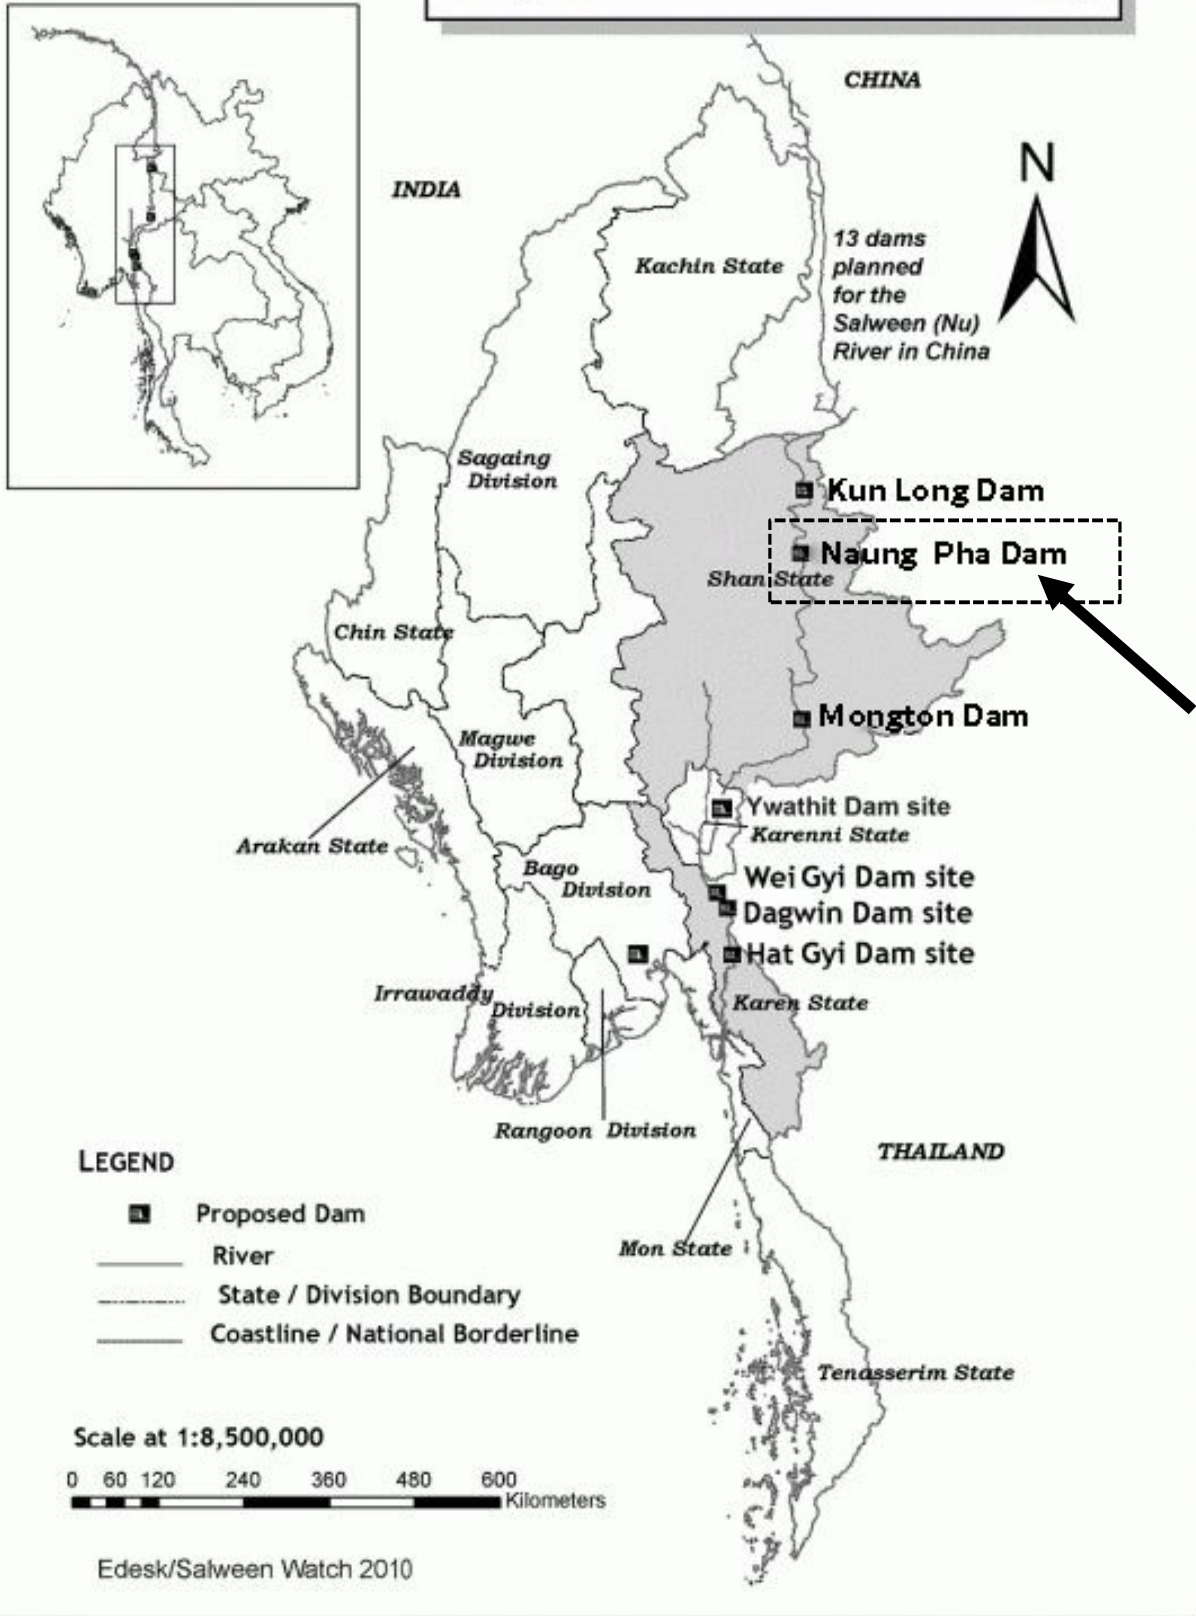 CHINA
INDIA
N
13 dams
planned
for the
Salween (Nu)
River in China
Kachin State
Sagaing
Division
Kun Long Dam
Naung Pha Dam
Shan State
Chin State
Mongton Dam
Magwe
Division
Ywathit Dam site
Karenni State
Arakan State
Bago
Division
Wei Gyi Dam site
Dagwin Dam site
Hat Gyi Dam site
Irrawaddy
Division
Karen State
Rangoon Division
THAILAND
LEGEND
Proposed Dam
River
State / Division Boundary
Coastline / National Borderline
Mon State
Tenasserim State
Scale at 1:8,500,000
0 60 120 240 360 480 600
Kilometers
Edesk/Salween Watch 2010